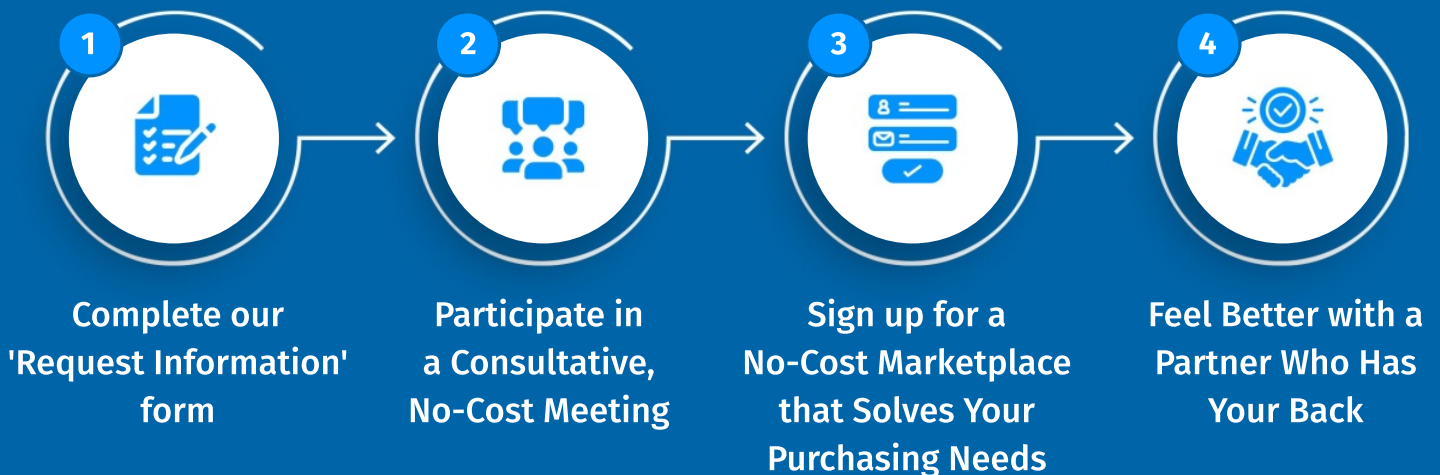 1
Complete our
'Request Information'
form
2
Participate in
a Consultative,
No-Cost Meeting
3
Sign up for a
No-Cost Marketplace
that Solves Your
Purchasing Needs
4
Feel Better with a
Partner Who Has
Your Back